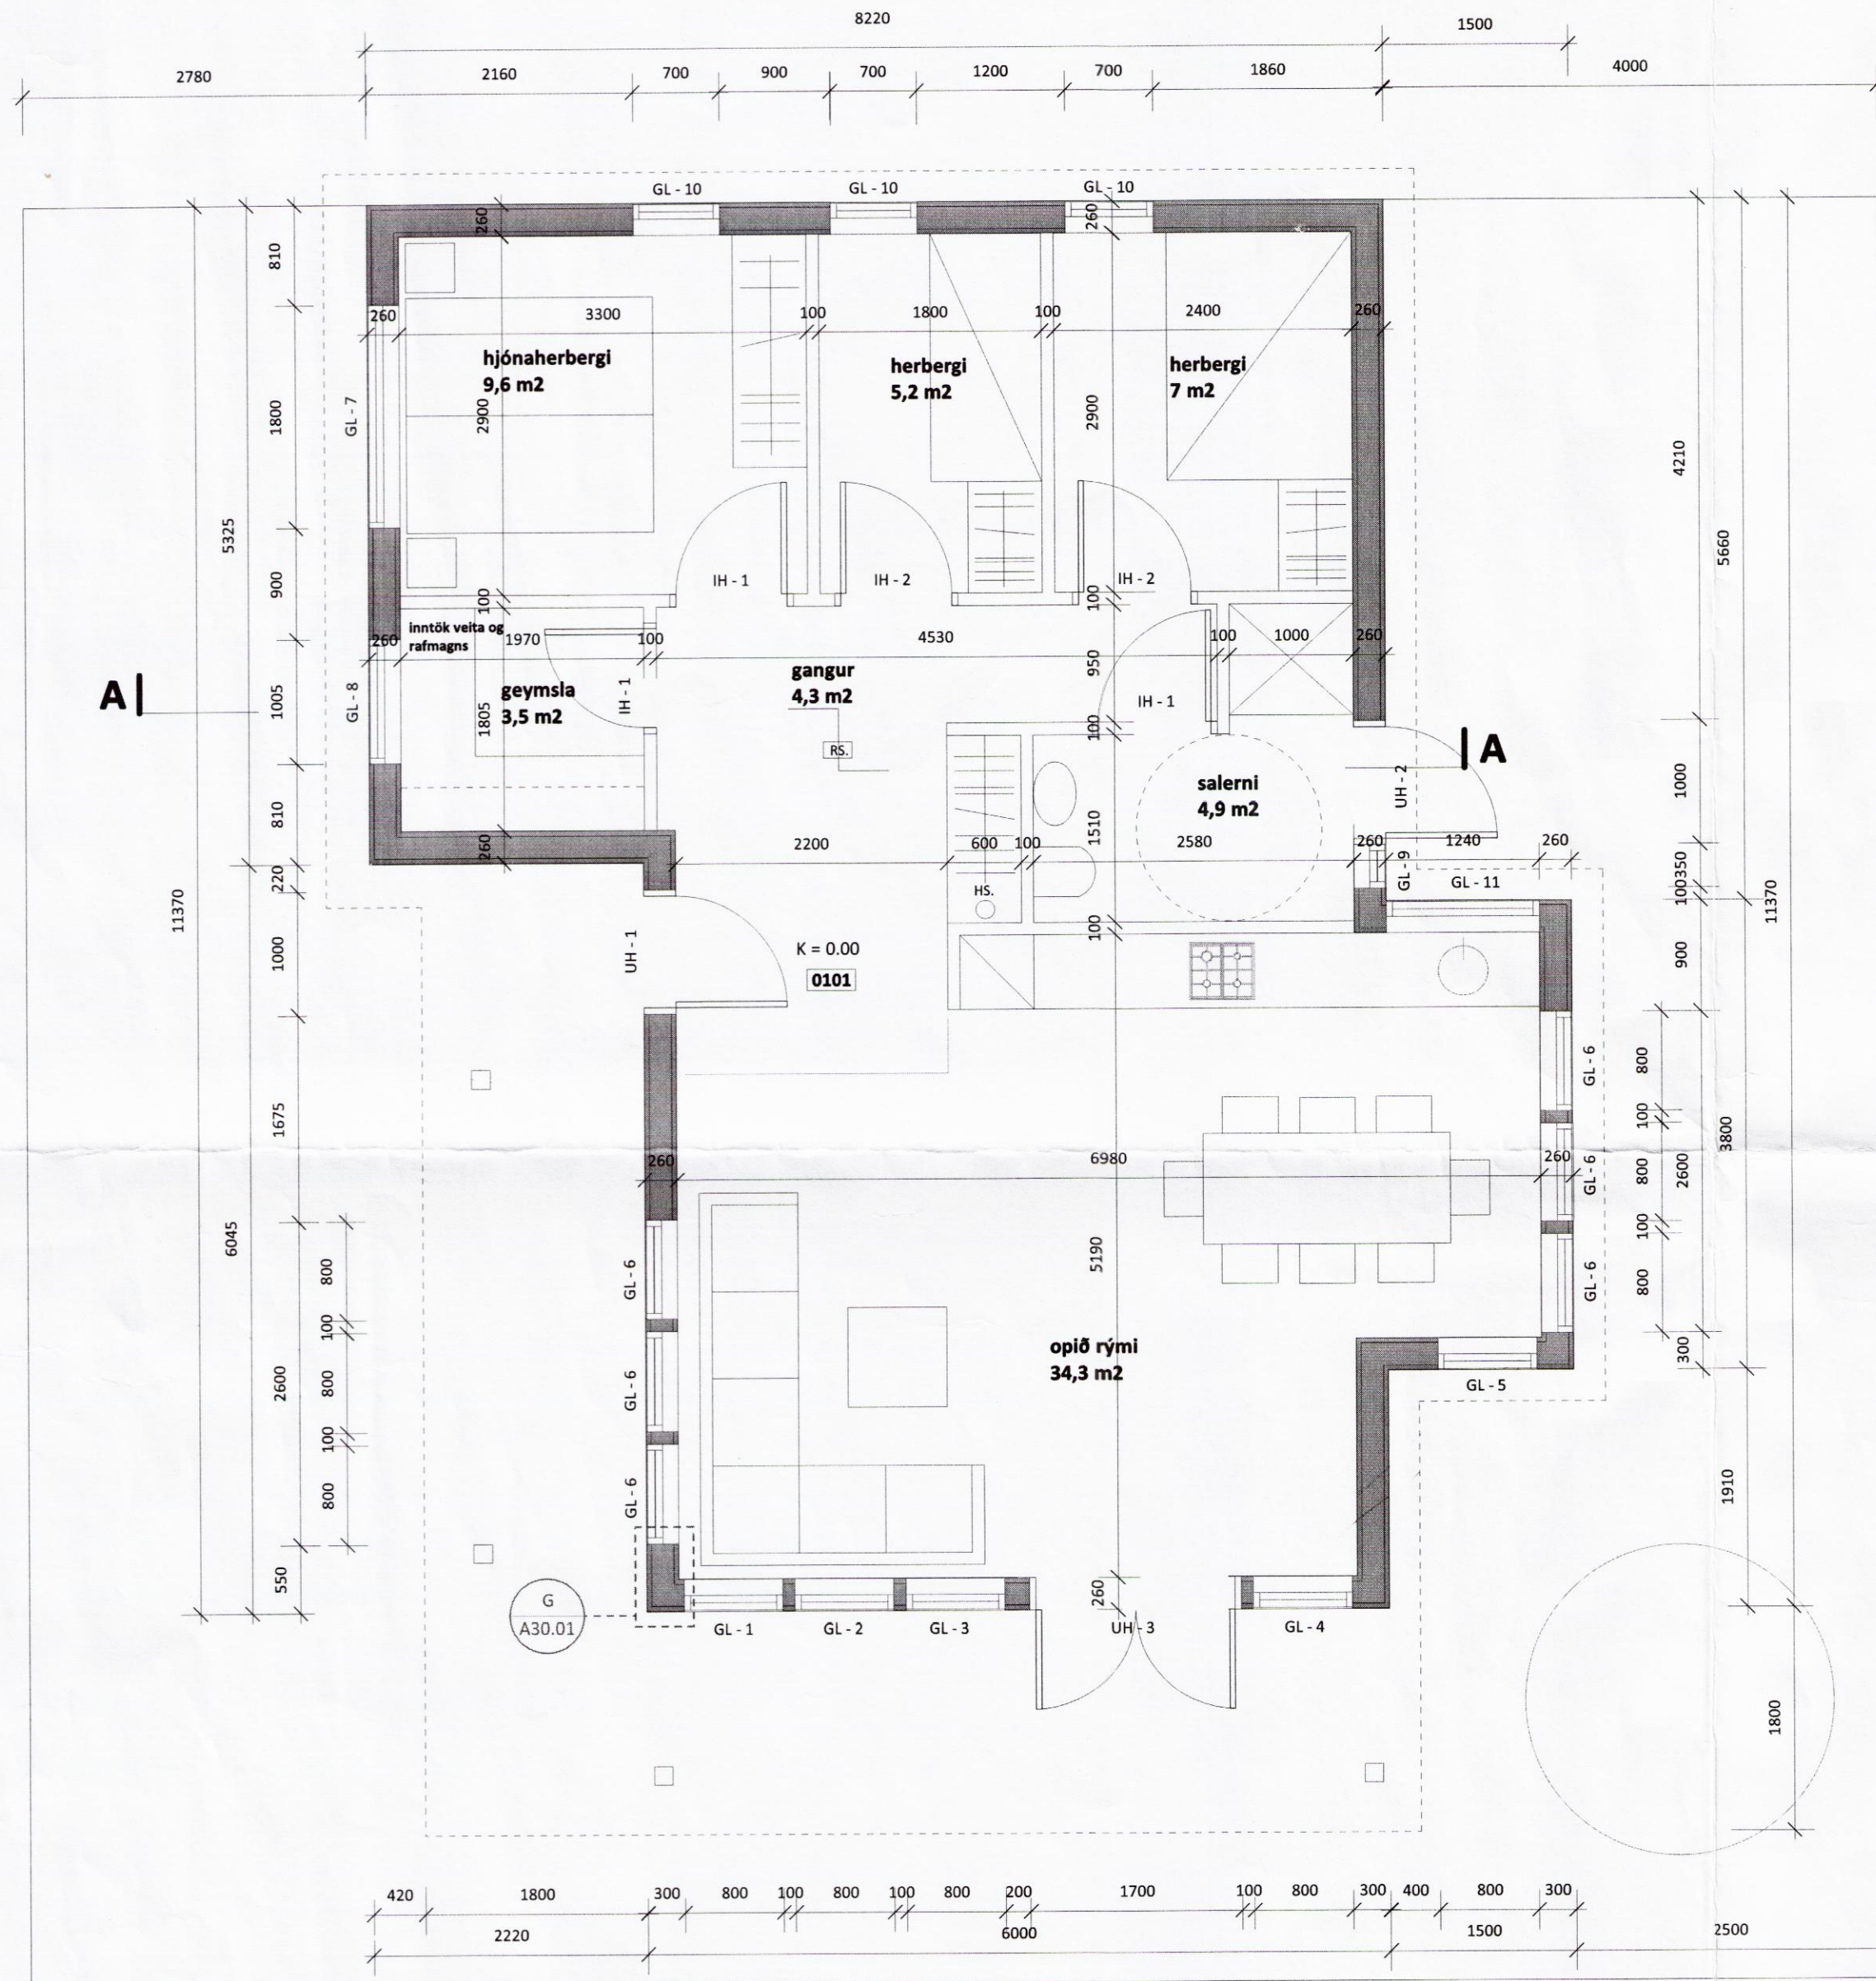 8220
1500
2780
2160
700
900
700
1200
700
1860
4000
GL - 10
GL - 10
GL - 10
260
260
810
260
3300
100
1800
100
2400
260
hjónaherbergi
9,6 m2
herbergi
5,2 m2
herbergi
7 m2
GL - 7
1800
2900
2900
4210
5325
5660
900
IH - 1
IH - 2
IH - 2
100
100
inntök veita og
rafmagns
260
1970
100
4530
100
1000
260
950
gangur
4,3 m2
geymsla
3,5 m2
IH - 1
IH - 1
A
GL - 8
1005
1805
RS.
100
A
salerni
4,9 m2
UH - 2
1000
810
260
2200
600
100
1510
2580
260
1240
260
GL - 9
GL - 11
HS.
220
350
100
11370
11370
100
UH - 1
1000
K = 0.00
0101
900
1675
GL - 6
800
100
3800
260
6980
260
GL - 6
800
2600
100
6045
5190
GL - 6
800
GL - 6
800
100
opið rými
34,3 m2
300
GL - 5
2600
800
GL - 6
100
800
GL - 6
1910
550
260
G
A30.01
GL - 1
GL - 2
GL - 3
UH - 3
GL - 4
1800
420
1800
300
800
100
800
100
800
200
1700
100
800
300
400
800
300
2220
6000
1500
2500